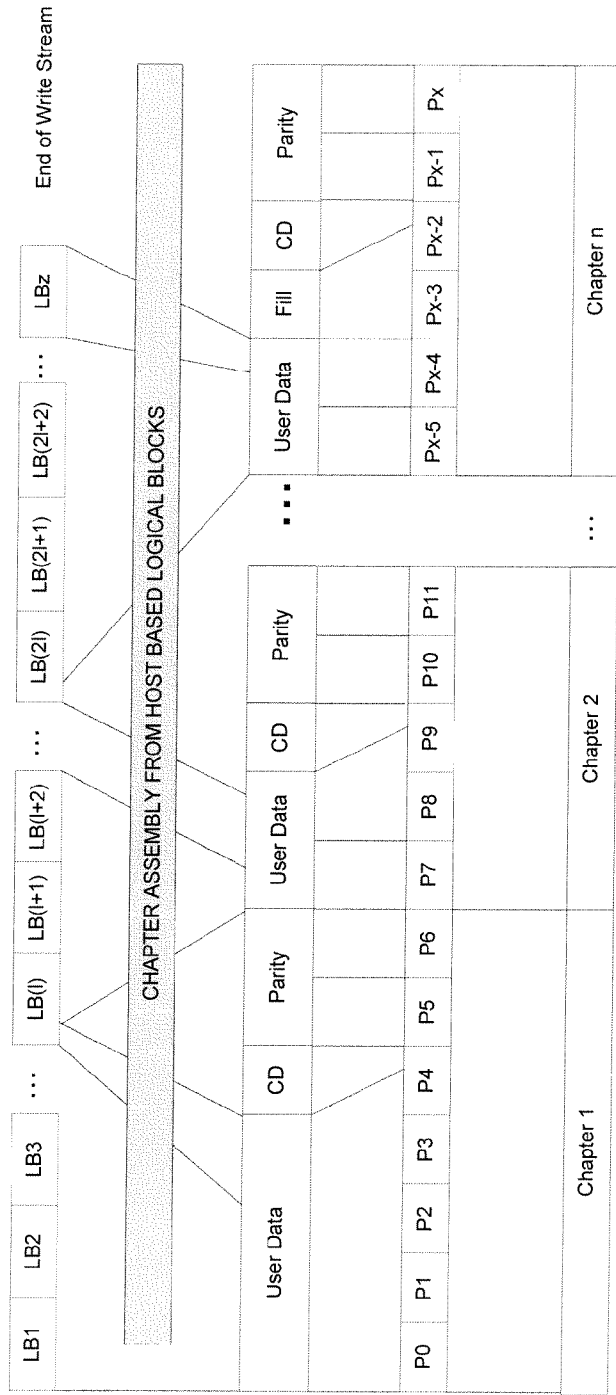 LB1 LB2 LB3 ... LB(I) LB(I+1) LB(I+2) ... LB(2I) LB(2I+1) LB(2I+2) ... LBz End of Write Stream
CHAPTER ASSEMBLY FROM HOST BASED LOGICAL BLOCKS
User Data CD Parity User Data CD Parity ... User Data Fill CD Parity
P0 P1 P2 P3 P4 P5 P6 P7 P8 P9 P10 P11 Px-5 Px-4 Px-3 Px-2 Px-1 Px
Chapter 1 Chapter 2 ... Chapter n